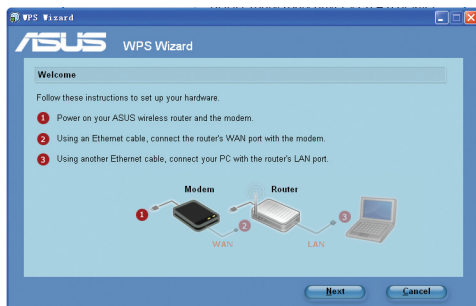 WPS Wizard
ASUS WPS Wizard
Welcome
Follow these instructions to set up your hardware.
1 Power on your ASUS wireless router and the modem.
2 Using an Ethernet cable, connect the router's WAN port with the modem.
3 Using another Ethernet cable, connect your PC with the router's LAN port.
Modem Router
1 2 3
WAN LAN
Next Cancel